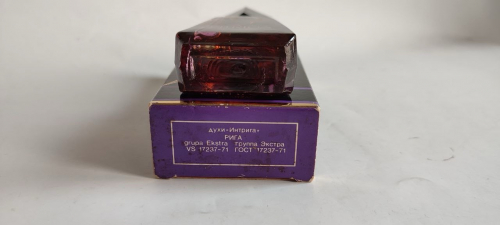 духи «Интрига»
РИГА
grupa Ekstra группа Экстра
VS 17237-71 ГОСТ 17237-71